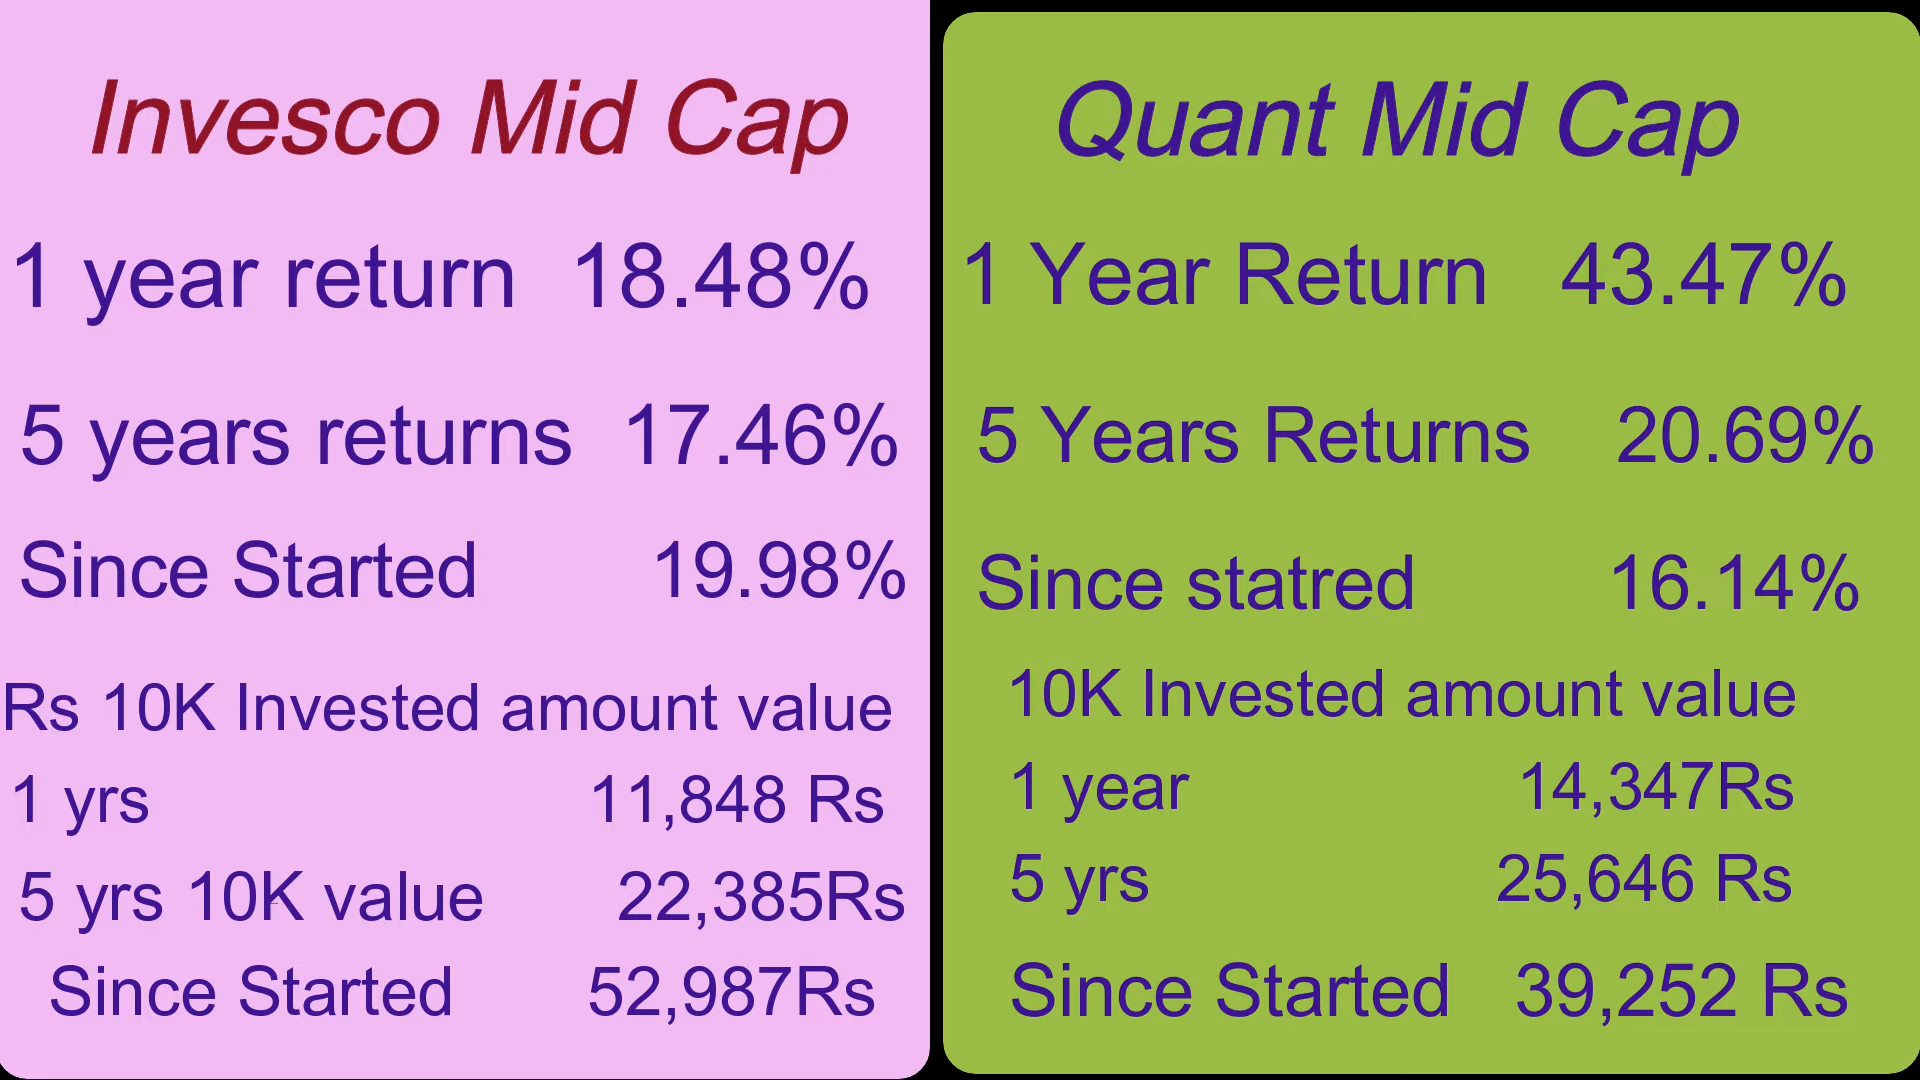 Invesco Mid Cap
1 year return 18.48%
5 years returns 17.46%
Since Started 19.98%
Rs 10K Invested amount value
1 yrs 11,848 Rs
5 yrs 10K value 22,385Rs
Since Started 52,987Rs
Quant Mid Cap
1 Year Return 43.47%
5 Years Returns 20.69%
Since statred 16.14%
10K Invested amount value
1 year 14,347Rs
5 yrs 25,646 Rs
Since Started 39,252 Rs